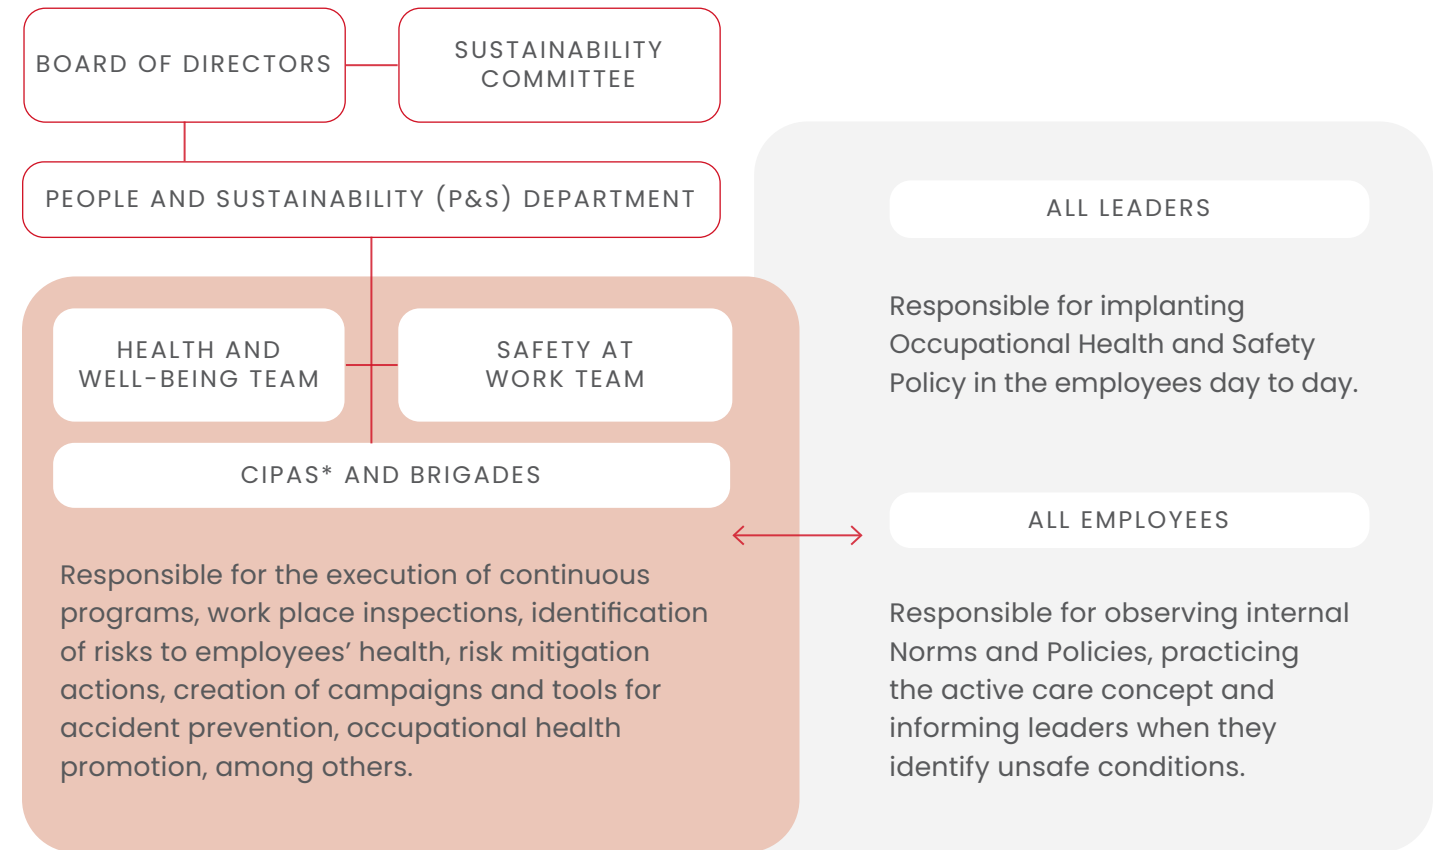 BOARD OF DIRECTORS
SUSTAINABILITY
COMMITTEE
PEOPLE AND SUSTAINABILITY (P&S) DEPARTMENT
HEALTH AND
WELL-BEING TEAM
SAFETY AT
WORK TEAM
CIPAS* AND BRIGADES
Responsible for the execution of continuous
programs, work place inspections, identification
of risks to employees’ health, risk mitigation
actions, creation of campaigns and tools for
accident prevention, occupational health
promotion, among others.
ALL LEADERS
Responsible for implanting
Occupational Health and Safety
Policy in the employees day to day.
ALL EMPLOYEES
Responsible for observing internal
Norms and Policies, practicing
the active care concept and
informing leaders when they
identify unsafe conditions.